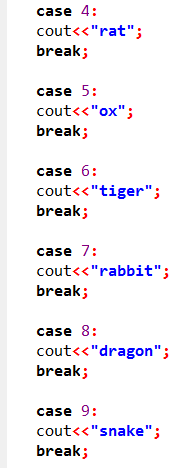 case 4:
cout<<"rat";
break;
case 5:
cout<<"ox";
break;
case 6:
cout<<"tiger";
break;
case 7:
cout<<"rabbit";
break;
case 8:
cout<<"dragon";
break;
case 9:
cout<<"snake";
break;